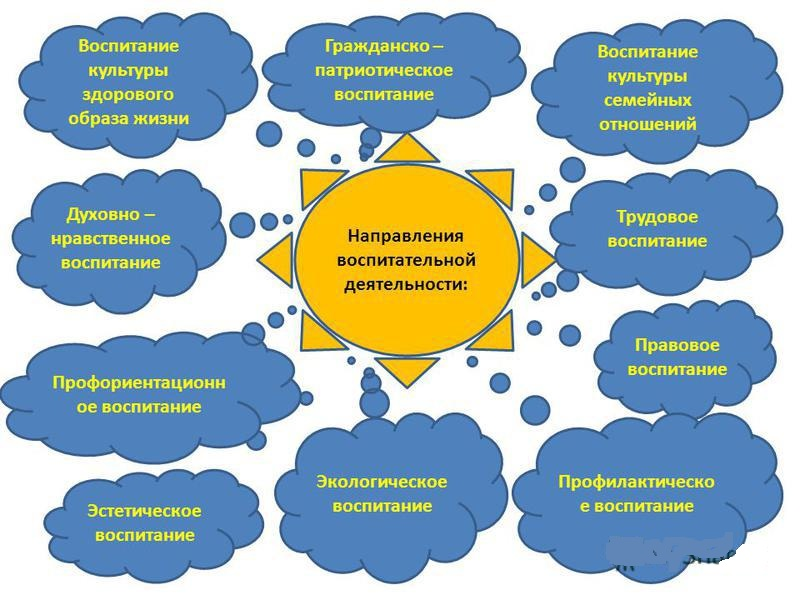 Воспитание
культуры
здорового
образа жизни
Гражданско –
патриотическое
воспитание
Воспитание
культуры
семейных
отношений
Духовно –
нравственное
воспитание
Направления
воспитательной
деятельности:
Трудовое
воспитание
Правовое
воспитание
Профориентационн
ое воспитание
Экологическое
воспитание
Профилактическо
е воспитание
Эстетическое
воспитание